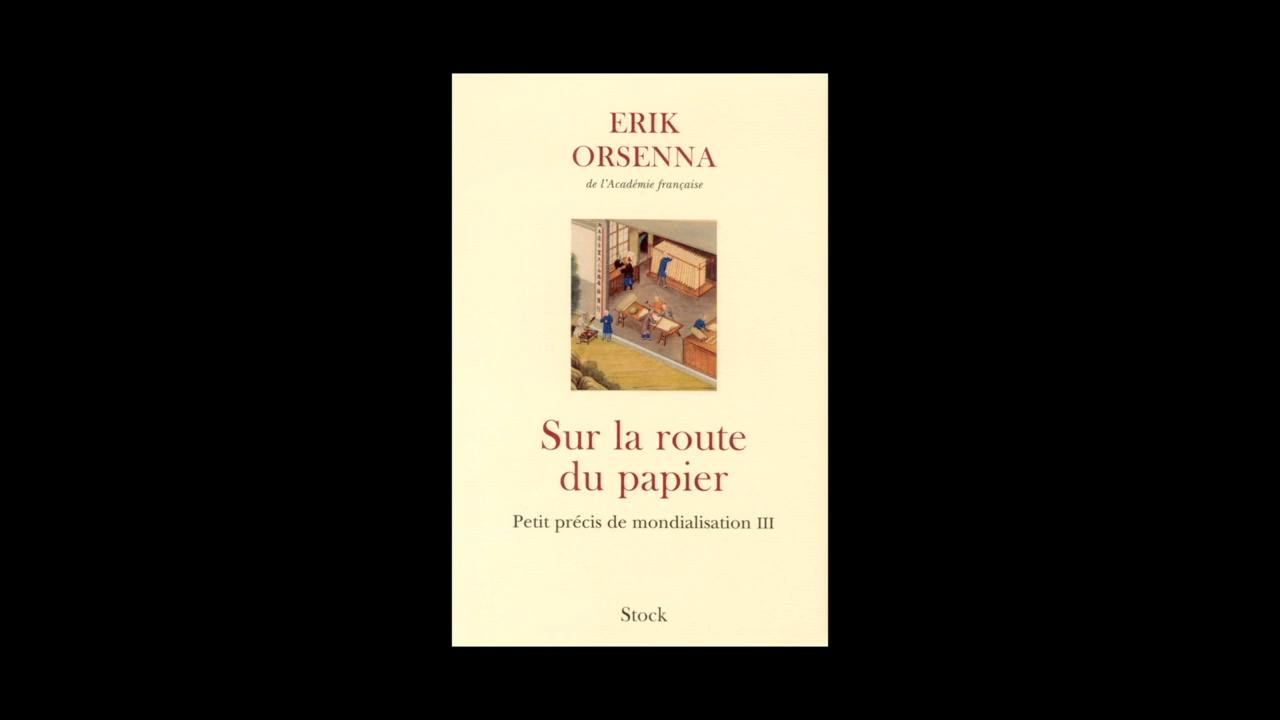 ERIK
ORSENNA
de l'Académie française
Sur la route
du papier
Petit précis de mondialisation III
Stock